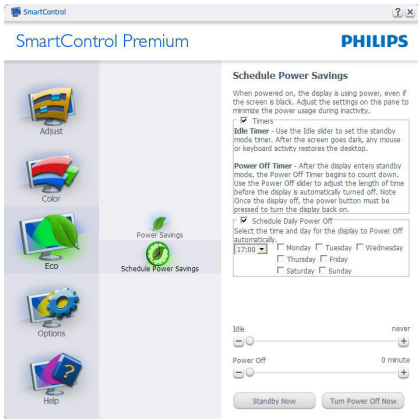 SmartControl
SmartControl Premium
PHILIPS
Adjust
Color
Eco
Options
Help
Power Savings
Schedule Power Savings
Schedule Power Savings
When powered on, the display is using power, even if
the screen is black. Adjust the settings on this pane to
minimize the power usage during inactivity.
Timers
Idle Timer - Use the Idle slider to set the standby
mode timer. After the screen goes dark, any mouse
or keyboard activity restores the desktop.
Power Off Timer - After the display enters standby
mode, the Power Off Timer begins to count down.
Use the Power Off slider to adjust the length of time
before the display is automatically turned off. Note
Once the display off, the power button must be
pressed to turn the display back on.
Schedule Daily Power Off
Select the time and day for the display to Power Off
automatically.
17:00 Monday Tuesday Wednesday
Thursday Friday
Saturday Sunday
Idle never
Power Off 0 minute
Standby Now Turn Power Off Now